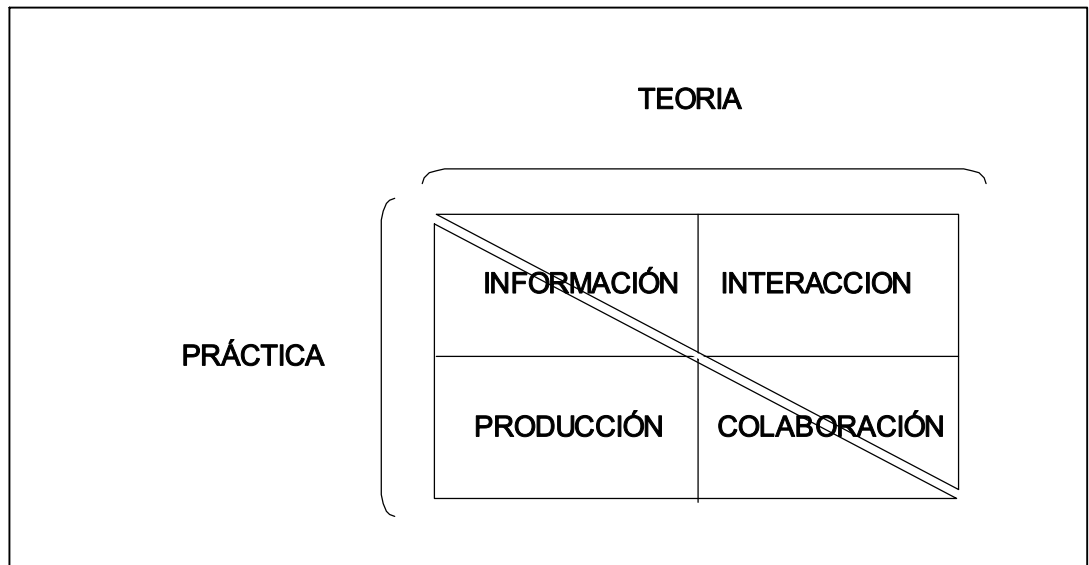 TEORIA
INFORMACIÓN INTERACCION
PRÁCTICA
PRODUCCIÓN COLABORACIÓN